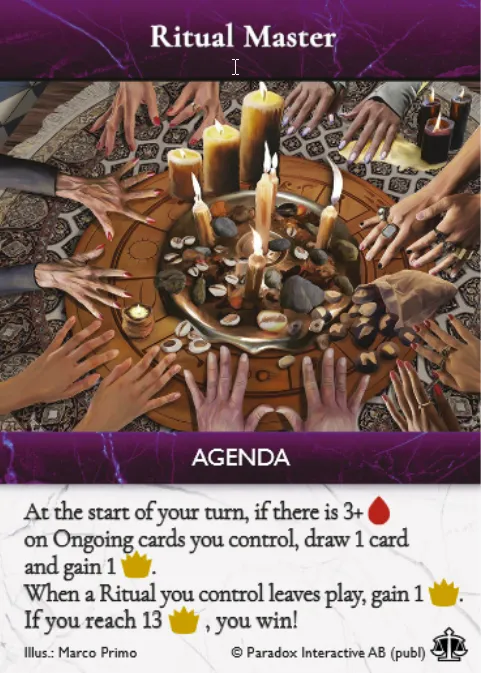 Ritual Master
AGENDA
At the start of your turn, if there is 3+
on Ongoing cards you control, draw 1 card
and gain 1 .
When a Ritual you control leaves play, gain 1 .
If you reach 13 , you win!
Illus.: Marco Primo © Paradox Interactive AB (publ)